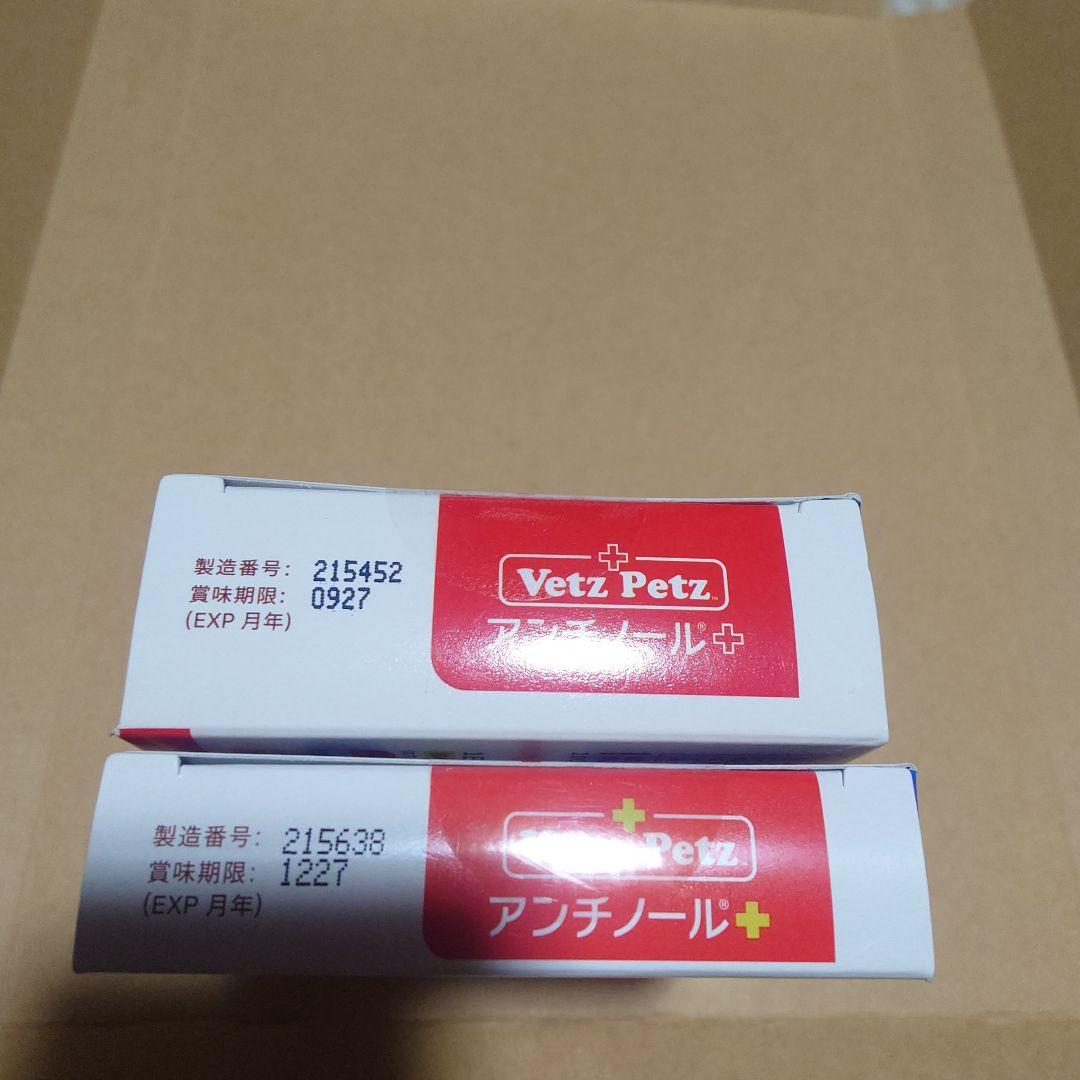 製造番号: 215452
賞味期限: 0927
(EXP 月年)
Vetz Petz™
アンチノール®
製造番号: 215638
賞味期限: 1227
(EXP 月年)
Petz
アンチノール®